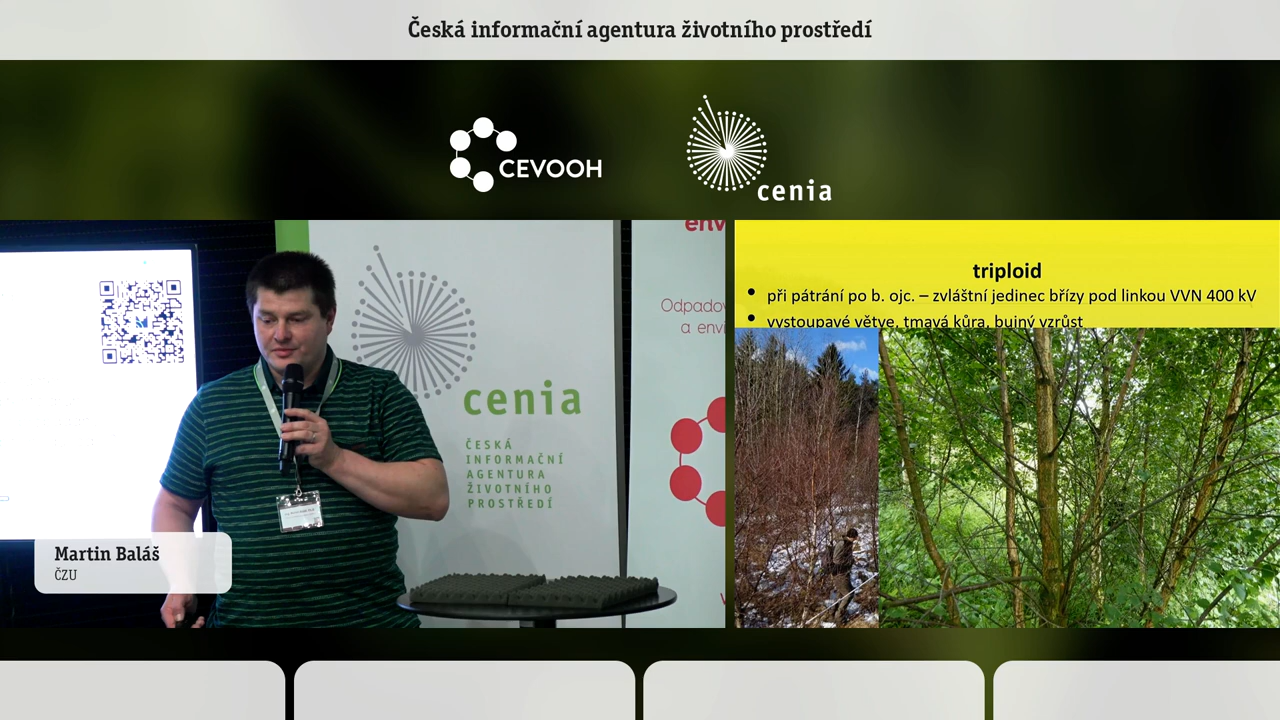 Česká informační agentura životního prostředí
CEVOOH
cenia
env
Odpadov
a envi
cenia
ČESKÁ
INFORMAČNÍ
AGENTURA
ŽIVOTNÍHO
PROSTŘEDÍ
triploid
• při pátrání po b. ojc. – zvláštní jedinec břízy pod linkou VVN 400 kV
• vystoupavé větve, tmavá kůra, bujný vzrůst
Martin Baláš
ČZU